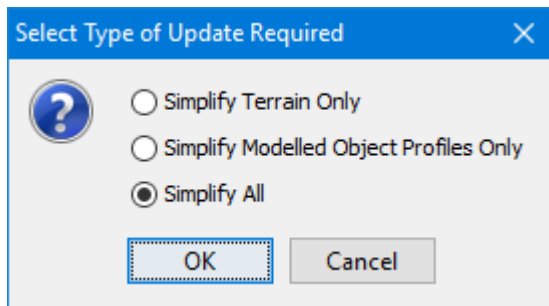 Select Type of Update Required
Simplify Terrain Only
Simplify Modelled Object Profiles Only
Simplify All
OK Cancel